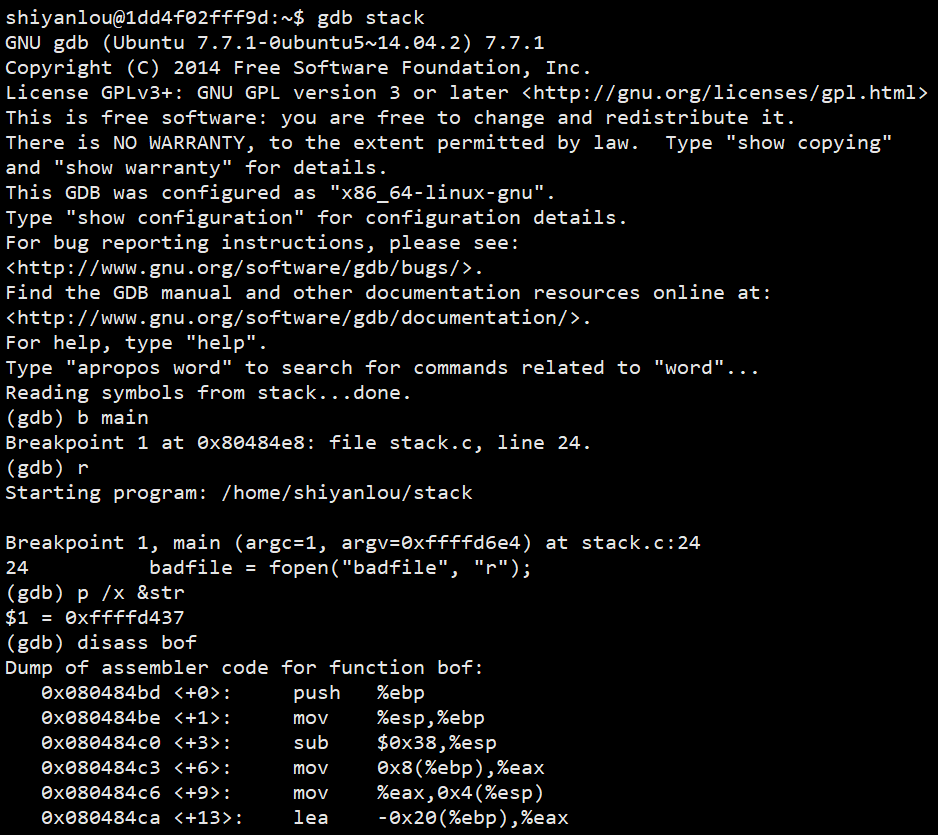 shiyanlou@1dd4f02fff9d:~$ gdb stack
GNU gdb (Ubuntu 7.7.1-0ubuntu5~14.04.2) 7.7.1
Copyright (C) 2014 Free Software Foundation, Inc.
License GPLv3+: GNU GPL version 3 or later <http://gnu.org/licenses/gpl.html>
This is free software: you are free to change and redistribute it.
There is NO WARRANTY, to the extent permitted by law.  Type "show copying"
and "show warranty" for details.
This GDB was configured as "x86_64-linux-gnu".
Type "show configuration" for configuration details.
For bug reporting instructions, please see:
<http://www.gnu.org/software/gdb/bugs/>.
Find the GDB manual and other documentation resources online at:
<http://www.gnu.org/software/gdb/documentation/>.
For help, type "help".
Type "apropos word" to search for commands related to "word"...
Reading symbols from stack...done.
(gdb) b main
Breakpoint 1 at 0x80484e8: file stack.c, line 24.
(gdb) r
Starting program: /home/shiyanlou/stack

Breakpoint 1, main (argc=1, argv=0xffffd6e4) at stack.c:24
24          badfile = fopen("badfile", "r");
(gdb) p /x &str
$1 = 0xffffd437
(gdb) disass bof
Dump of assembler code for function bof:
   0x080484bd <+0>:     push   %ebp
   0x080484be <+1>:     mov    %esp,%ebp
   0x080484c0 <+3>:     sub    $0x38,%esp
   0x080484c3 <+6>:     mov    0x8(%ebp),%eax
   0x080484c6 <+9>:     mov    %eax,0x4(%esp)
   0x080484ca <+13>:    lea    -0x20(%ebp),%eax